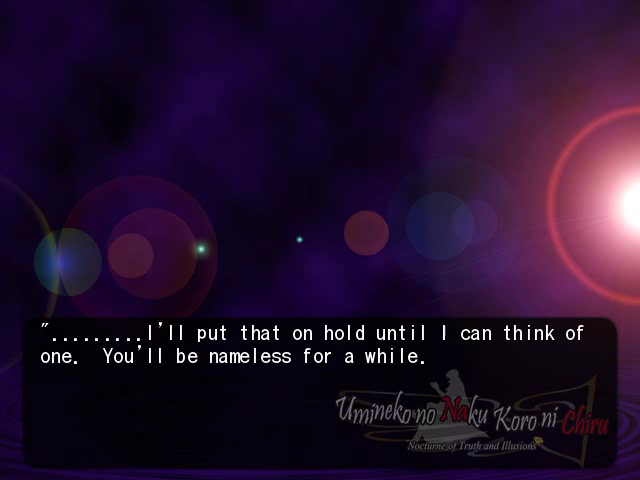 ".........I'll put that on hold until I can think of
one.  You'll be nameless for a while.
Umineko no Naku Koro ni Chiru
Nocturne of Truth and Illusions